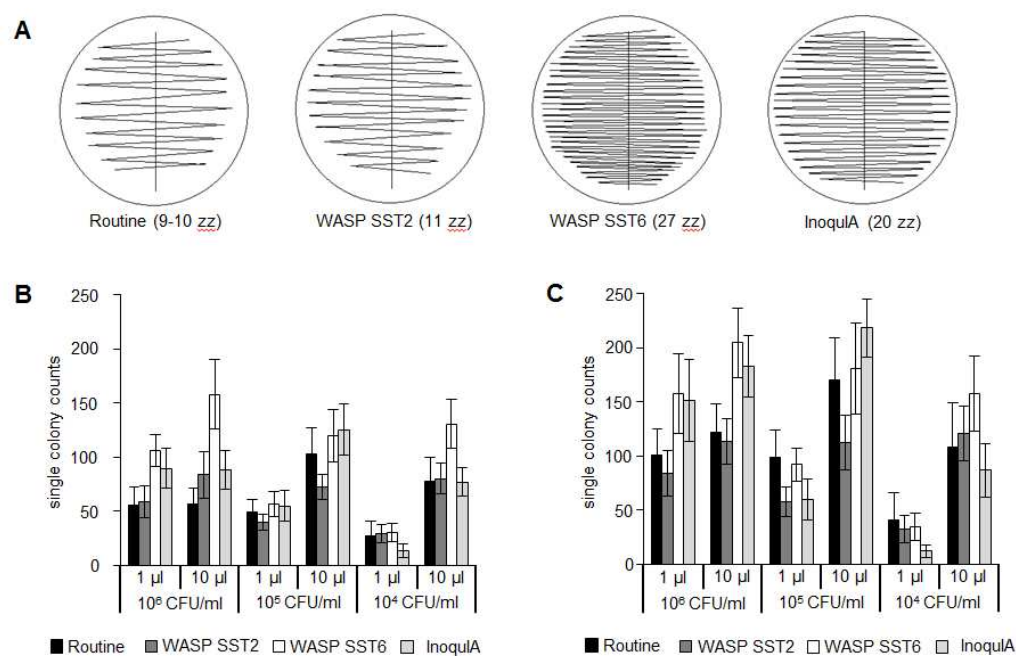 A
Routine (9-10 zz)
WASP SST2 (11 zz)
WASP SST6 (27 zz)
InoqulA (20 zz)
B
single colony counts
250
200
150
100
50
0
1 µl 10 µl 1 µl 10 µl 1 µl 10 µl
10⁶ CFU/ml 10⁵ CFU/ml 10⁴ CFU/ml
Routine WASP SST2 WASP SST6 InoqulA
C
single colony counts
250
200
150
100
50
0
1 µl 10 µl 1 µl 10 µl 1 µl 10 µl
10⁶ CFU/ml 10⁵ CFU/ml 10⁴ CFU/ml
Routine WASP SST2 WASP SST6 InoqulA